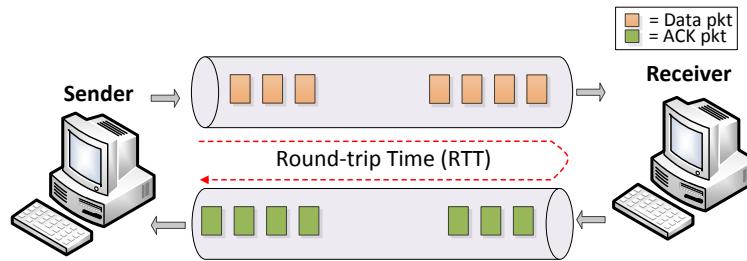 = Data pkt
= ACK pkt
Sender
Receiver
Round-trip Time (RTT)